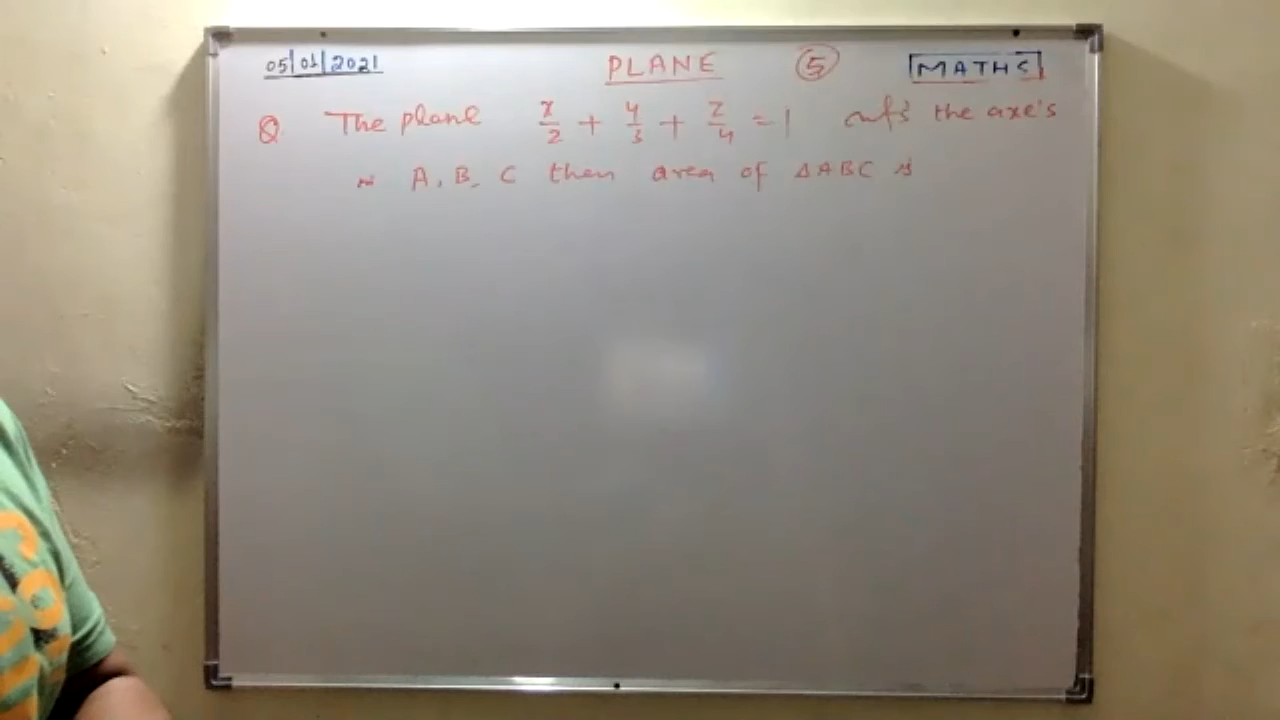 05/01/2021 PLANE 5 MATHS
Q The plane x/2 + y/3 + z/4 = 1 cuts the axe's
in A, B, C then area of ΔABC is